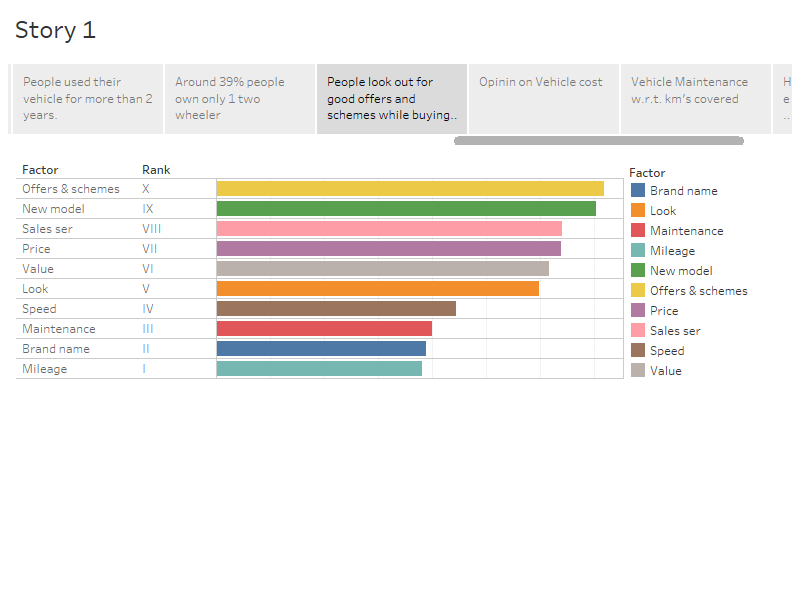 Story 1
People used their
vehicle for more than 2
years.
Around 39% people
own only 1 two
wheeler
People look out for
good offers and
schemes while buying..
Opinin on Vehicle cost
Vehicle Maintenance
w.r.t. km's covered
H
e
..
Factor Rank
Offers & schemes X
New model IX
Sales ser VIII
Price VII
Value VI
Look V
Speed IV
Maintenance III
Brand name II
Mileage I
Factor
Brand name
Look
Maintenance
Mileage
New model
Offers & schemes
Price
Sales ser
Speed
Value